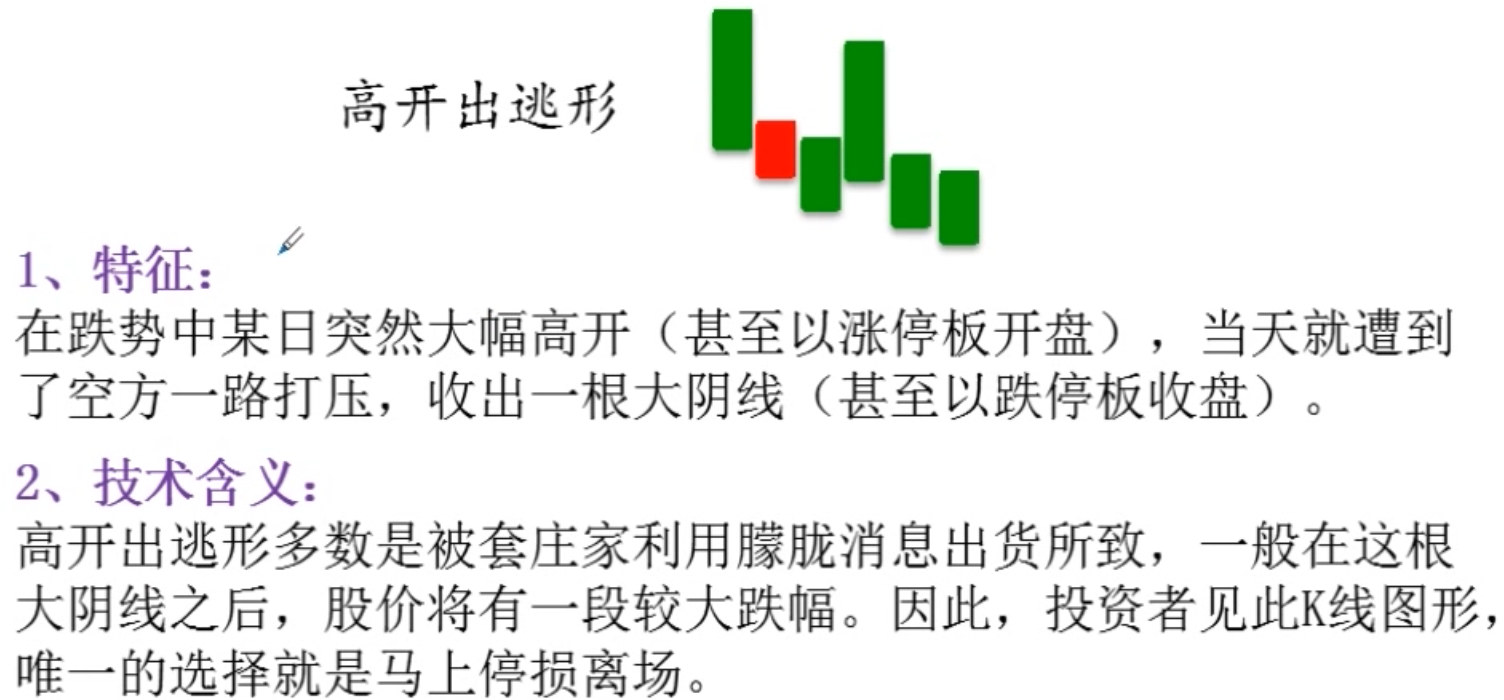 高开出逃形
1、特征：
在跌势中某日突然大幅高开（甚至以涨停板开盘），当天就遭到
了空方一路打压，收出一根大阴线（甚至以跌停板收盘）。
2、技术含义：
高开出逃形多数是被套庄家利用朦胧消息出货所致，一般在这根
大阴线之后，股价将有一段较大跌幅。因此，投资者见此K线图形，
唯一的选择就是马上停损离场。